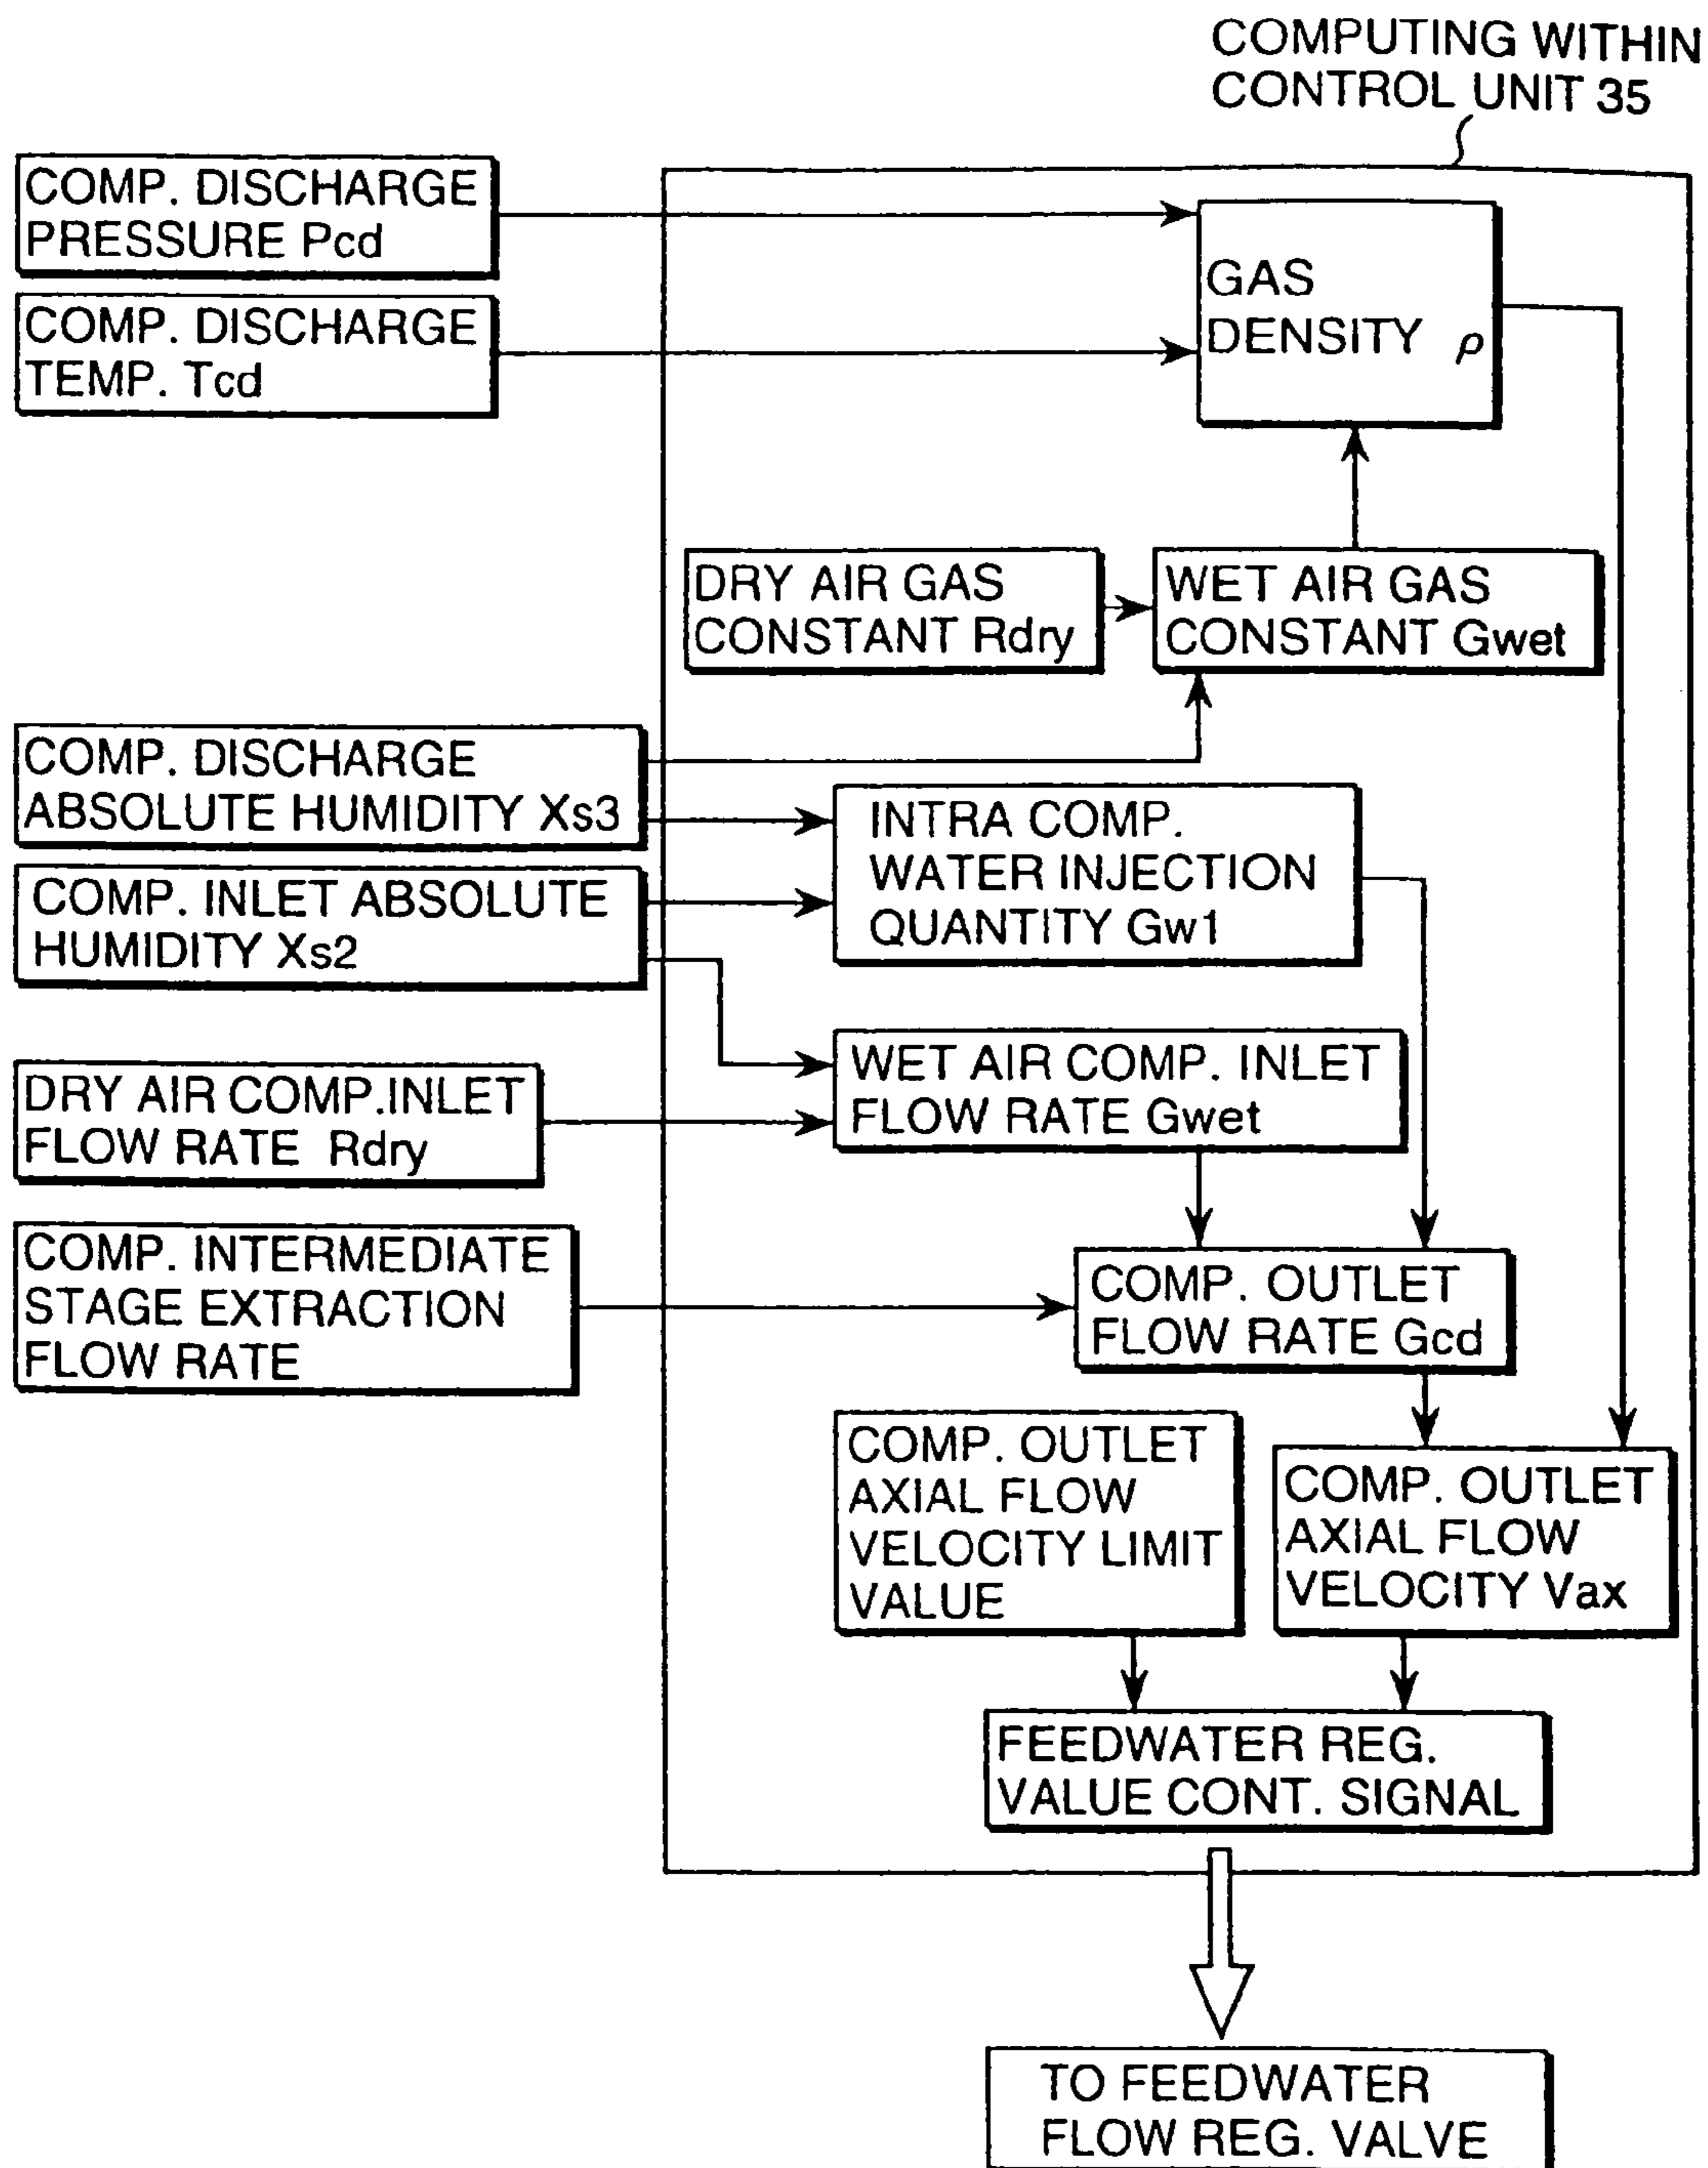 COMPUTING WITHIN
CONTROL UNIT 35
COMP. DISCHARGE
PRESSURE Pcd
COMP. DISCHARGE
TEMP. Tcd
GAS
DENSITY ρ
DRY AIR GAS
CONSTANT Rdry
WET AIR GAS
CONSTANT Gwet
COMP. DISCHARGE
ABSOLUTE HUMIDITY Xs3
COMP. INLET ABSOLUTE
HUMIDITY Xs2
INTRA COMP.
WATER INJECTION
QUANTITY Gw1
DRY AIR COMP.INLET
FLOW RATE Rdry
WET AIR COMP. INLET
FLOW RATE Gwet
COMP. INTERMEDIATE
STAGE EXTRACTION
FLOW RATE
COMP. OUTLET
FLOW RATE Gcd
COMP. OUTLET
AXIAL FLOW
VELOCITY LIMIT
VALUE
COMP. OUTLET
AXIAL FLOW
VELOCITY Vax
FEEDWATER REG.
VALUE CONT. SIGNAL
TO FEEDWATER
FLOW REG. VALVE